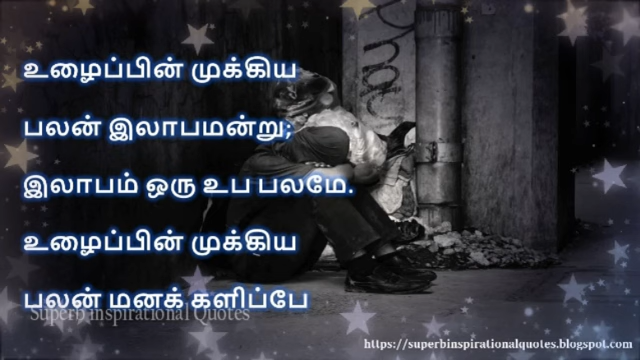 உழைப்பின் முக்கிய
பலன் இலாபமன்று;
இலாபம் ஒரு உப பலமே.
உழைப்பின் முக்கிய
பலன் மனக் களிப்பே
Superb Inspirational Quotes
https://superbinspirationalquotes.blogspot.com